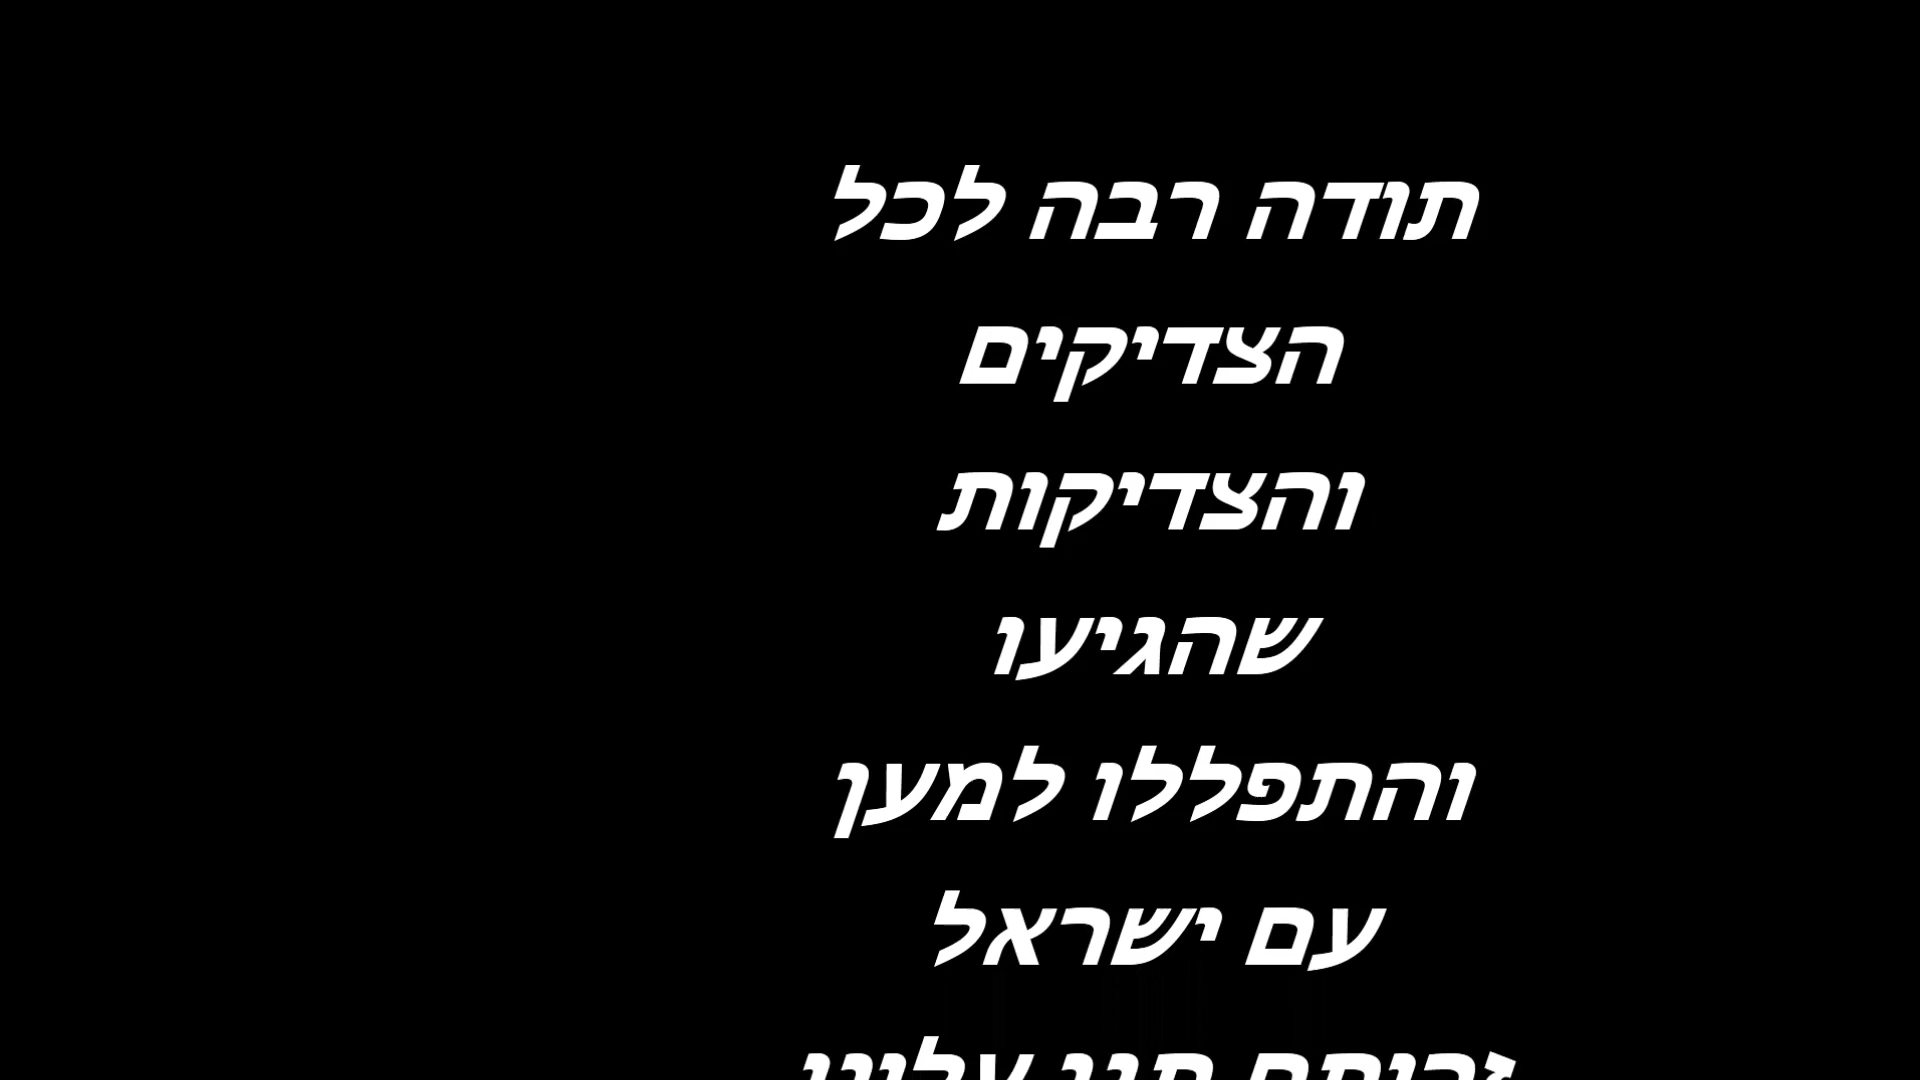 תודה רבה לכל
הצדיקים
והצדיקות
שהגיעו
והתפללו למען
עם ישראל